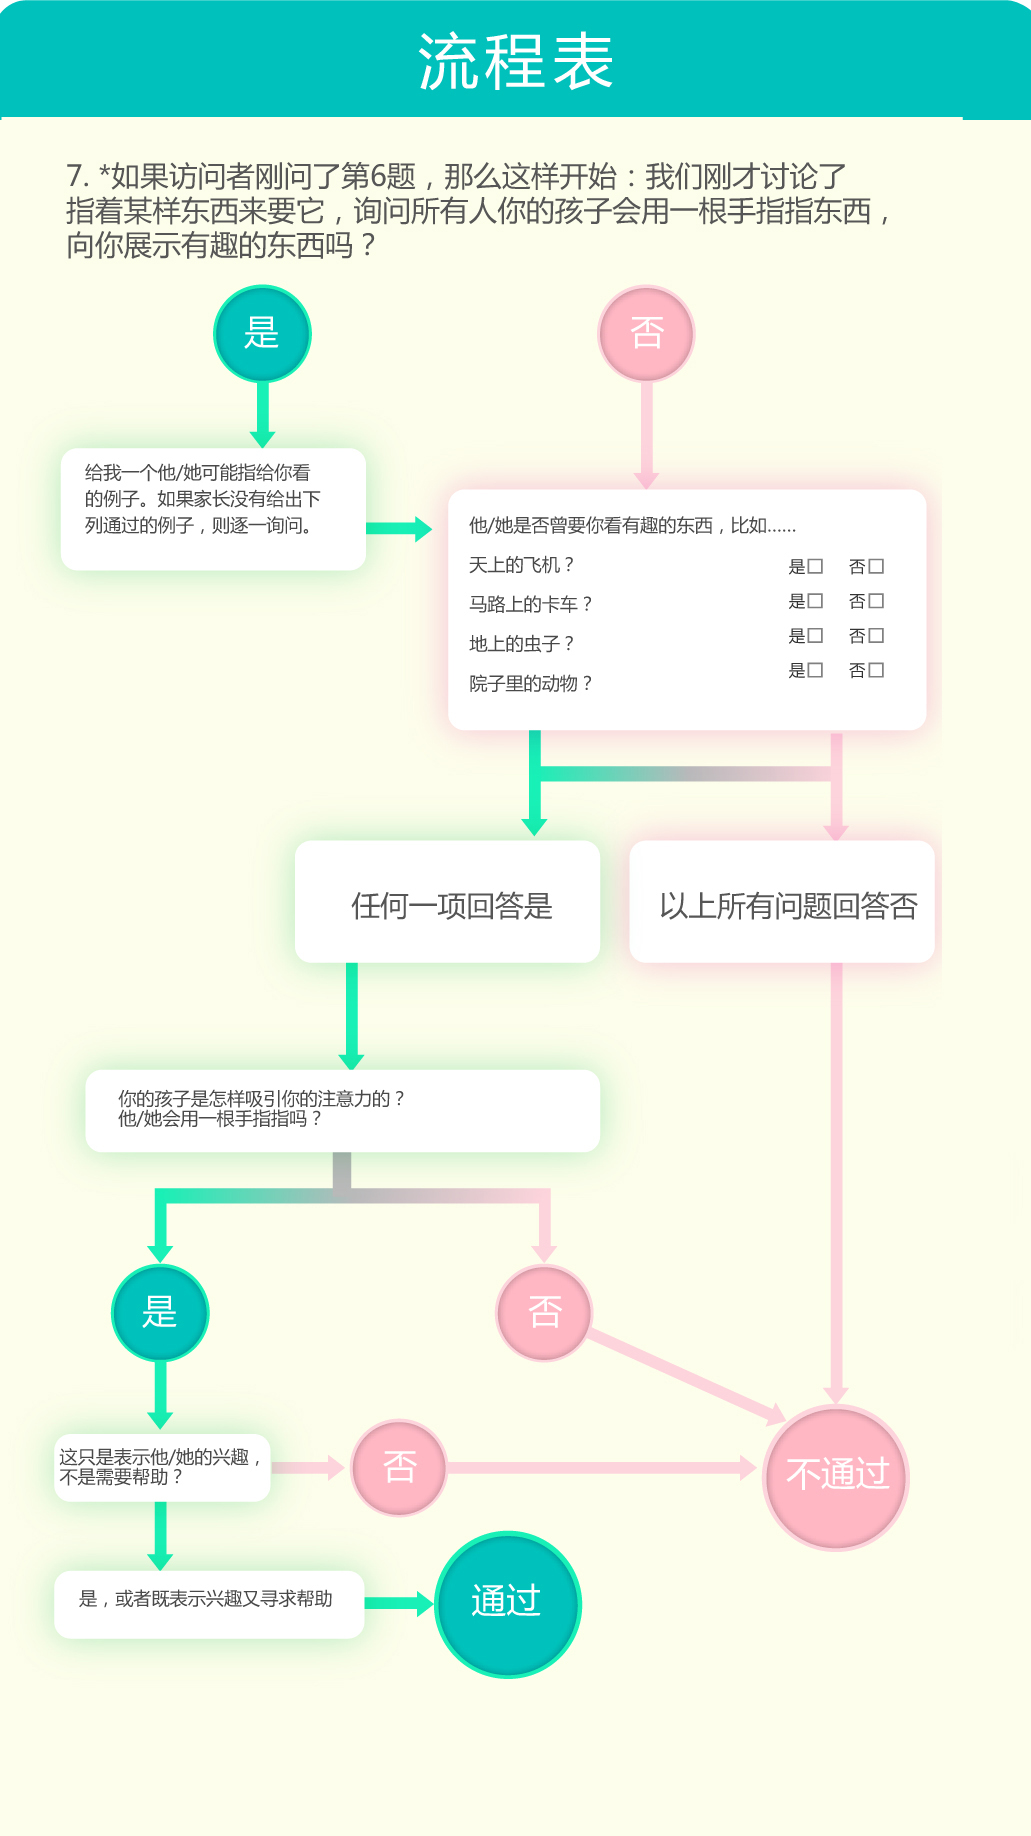 流程表
7. *如果访问者刚问了第6题，那么这样开始：我们刚才讨论了
指着某样东西来要它，询问所有人你的孩子会用一根手指指东西，
向你展示有趣的东西吗？
是
否
给我一个他/她可能指给你看
的例子。如果家长没有给出下
列通过的例子，则逐一询问。
他/她是否曾要你看有趣的东西，比如......
天上的飞机？ 是□ 否□
马路上的卡车？ 是□ 否□
地上的虫子？ 是□ 否□
院子里的动物？ 是□ 否□
任何一项回答是
以上所有问题回答否
你的孩子是怎样吸引你的注意力的？
他/她会用一根手指指吗？
是
否
这只是表示他/她的兴趣，
不是需要帮助？
否
不通过
是，或者既表示兴趣又寻求帮助
通过